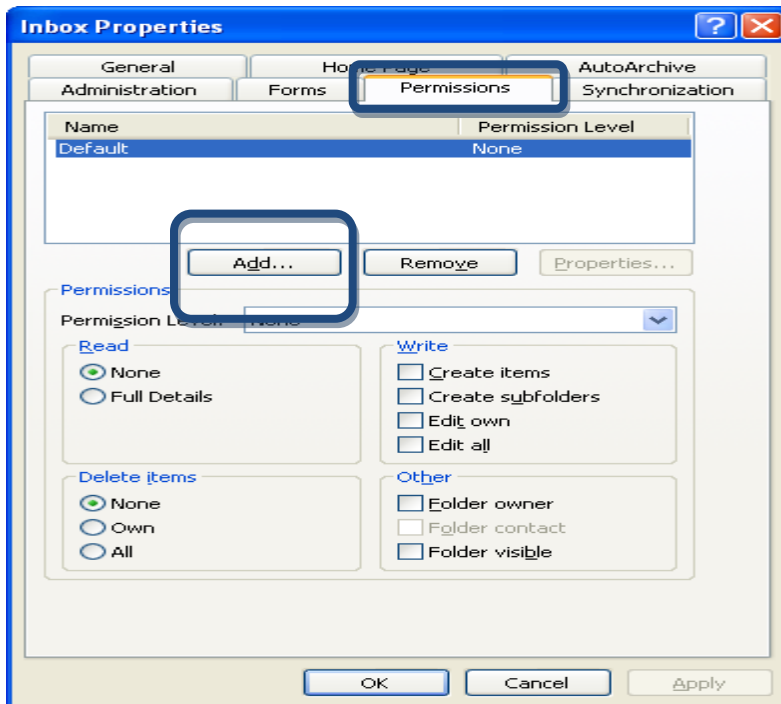 Inbox Properties
General Home Page AutoArchive
Administration Forms Permissions Synchronization
Name Permission Level
Default None
Add... Remove Properties...
Permissions
Permission Level: None
Read Write
None Create items
Full Details Create subfolders
Edit own
Edit all
Delete items Other
None Folder owner
Own Folder contact
All Folder visible
OK Cancel Apply